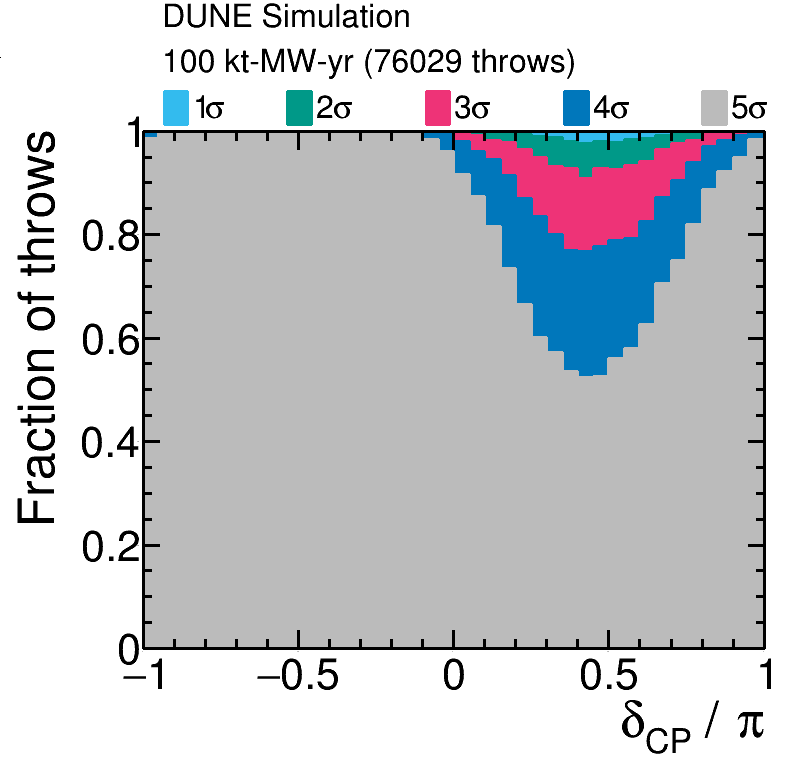 DUNE Simulation
100 kt-MW-yr (76029 throws)
1σ 2σ 3σ 4σ 5σ
Fraction of throws
1
0.8
0.6
0.4
0.2
0
−1 −0.5 0 0.5 1
δCP / π